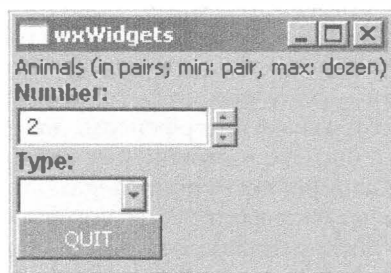 wxWidgets
Animals (in pairs; min: pair, max: dozen)
Number:
2
Type:
QUIT